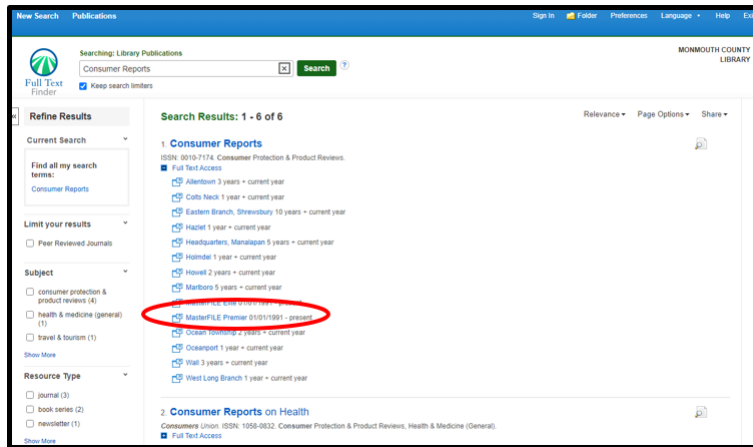 New Search Publications Sign In Folder Preferences Language Help
MONMOUTH COUNTY
LIBRARY
Full Text
Finder
Searching: Library Publications
Consumer Reports Search ?
Keep search limiters
Refine Results
Current Search
Find all my search
terms:
Consumer Reports
Limit your results
Peer Reviewed Journals
Subject
consumer protection &
product reviews (4)
health & medicine (general)
(1)
travel & tourism (1)
Show More
Resource Type
journal (3)
book series (2)
newsletter (1)
Show More
Search Results: 1 - 6 of 6 Relevance Page Options Share
1. Consumer Reports
ISSN: 0010-7174. Consumer Protection & Product Reviews.
Full Text Access
Allentown 3 years + current year
Colts Neck 1 year + current year
Eastern Branch, Shrewsbury 10 years + current year
Hazlet 1 year + current year
Headquarters, Manalapan 5 years + current year
Holmdel 1 year + current year
Howell 2 years + current year
Marlboro 5 years + current year
MasterFILE Elite 01/01/1991 - present
MasterFILE Premier 01/01/1991 - present
Ocean Township 2 years + current year
Oceanport 1 year + current year
Wall 3 years + current year
West Long Branch 1 year + current year
2. Consumer Reports on Health
Consumers Union. ISSN: 1058-0832. Consumer Protection & Product Reviews, Health & Medicine (General).
Full Text Access